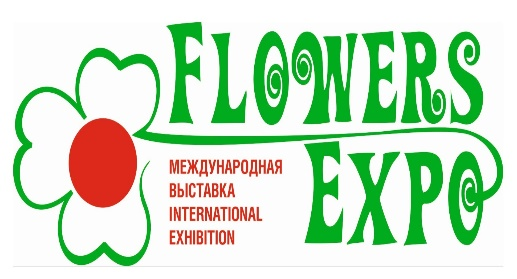 FLOWERS
EXPO
МЕЖДУНАРОДНАЯ
ВЫСТАВКА
INTERNATIONAL
EXHIBITION